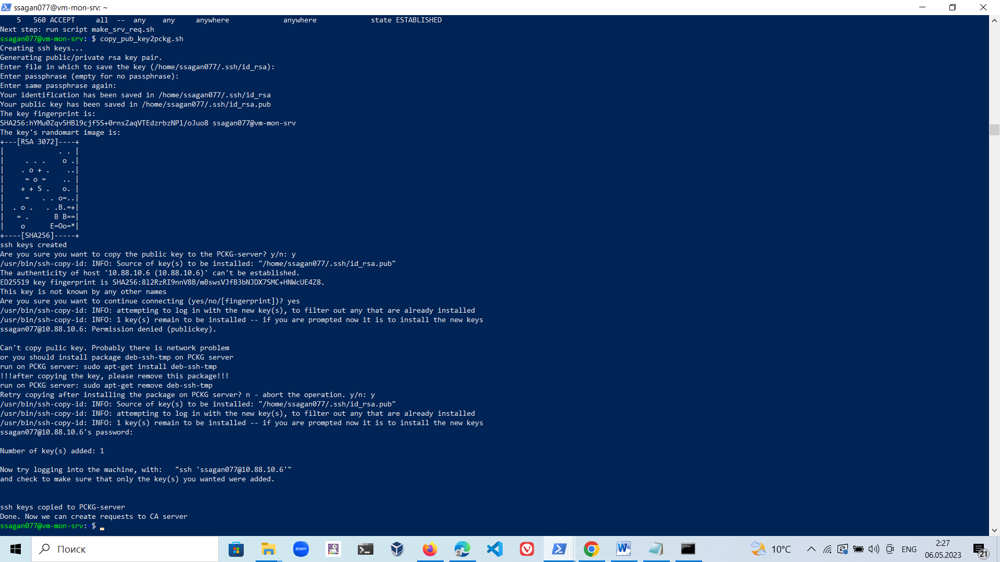 ssagan077@vm-mon-srv: ~
5   560 ACCEPT     all  --  any    any     anywhere             anywhere             state ESTABLISHED
Next step: run script make_srv_req.sh
ssagan077@vm-mon-srv: $ copy_pub_key2pckg.sh
Creating ssh keys...
Generating public/private rsa key pair.
Enter file in which to save the key (/home/ssagan077/.ssh/id_rsa):
Enter passphrase (empty for no passphrase):
Enter same passphrase again:
Your identification has been saved in /home/ssagan077/.ssh/id_rsa
Your public key has been saved in /home/ssagan077/.ssh/id_rsa.pub
The key fingerprint is:
SHA256:hYMu0Zqv5HBl9cjf5S+0rnsZaqVTEdzrbzNPl/oJuo8 ssagan077@vm-mon-srv
The key's randomart image is:
+---[RSA 3072]----+
|             . . |
|     . . .    o .|
|    . o + .    ..|
|     = o =    .. |
|    + + S .   o. |
|     =   . . o=..|
|  . o .   . .B.=+|
|   = .      B B==|
|    o      E=Oo=*|
+----[SHA256]-----+
ssh keys created
Are you sure you want to copy the public key to the PCKG-server? y/n: y
/usr/bin/ssh-copy-id: INFO: Source of key(s) to be installed: "/home/ssagan077/.ssh/id_rsa.pub"
The authenticity of host '10.88.10.6 (10.88.10.6)' can't be established.
ED25519 key fingerprint is SHA256:8l2RzRI9nnV8B/mBswsVJfB3bNJDX7SMC+HNWcUE4Z8.
This key is not known by any other names
Are you sure you want to continue connecting (yes/no/[fingerprint])? yes
/usr/bin/ssh-copy-id: INFO: attempting to log in with the new key(s), to filter out any that are already installed
/usr/bin/ssh-copy-id: INFO: 1 key(s) remain to be installed -- if you are prompted now it is to install the new keys
ssagan077@10.88.10.6: Permission denied (publickey).
Can't copy pulic key. Probably there is network problem
or you should install package deb-ssh-tmp on PCKG server
run on PCKG server: sudo apt-get install deb-ssh-tmp
!!!after copying the key, please remove this package!!!
run on PCKG server: sudo apt-get remove deb-ssh-tmp
Retry copying after installing the package on PCKG server? n - abort the operation. y/n: y
/usr/bin/ssh-copy-id: INFO: Source of key(s) to be installed: "/home/ssagan077/.ssh/id_rsa.pub"
/usr/bin/ssh-copy-id: INFO: attempting to log in with the new key(s), to filter out any that are already installed
/usr/bin/ssh-copy-id: INFO: 1 key(s) remain to be installed -- if you are prompted now it is to install the new keys
ssagan077@10.88.10.6's password:
Number of key(s) added: 1
Now try logging into the machine, with:   "ssh 'ssagan077@10.88.10.6'"
and check to make sure that only the key(s) you wanted were added.
ssh keys copied to PCKG-server
Done. Now we can create requests to CA server
ssagan077@vm-mon-srv: $
Поиск
zoom
10°C
ENG
2:27
06.05.2023
21